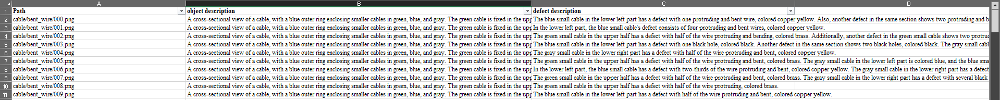 A B C D
1 Path object description defect description
2 cable/bent_wire/000.png A cross-sectional view of a cable, with a blue outer ring enclosing smaller cables in green, blue, and gray. The green cable is fixed in the upp The blue small cable in the lower left part has a defect with one protruding and bent wire, colored copper yellow. Also, another defect in the same section shows two protruding and b
3 cable/bent_wire/001.png A cross-sectional view of a cable, with a blue outer ring enclosing smaller cables in green, blue, and gray. The green cable is fixed in the upp In the lower left part, the blue small cable's defect consists of four protruding and bent wires, colored copper yellow.
4 cable/bent_wire/002.png A cross-sectional view of a cable, with a blue outer ring enclosing smaller cables in green, blue, and gray. The green cable is fixed in the upp The green small cable in the upper half has a defect with half of the wire protruding and bending, colored brass. Additionally, another defect in the green small cable shows two protruc
5 cable/bent_wire/003.png A cross-sectional view of a cable, with a blue outer ring enclosing smaller cables in green, blue, and gray. The green cable is fixed in the upp The blue small cable in the lower left part has a defect with one black hole, colored black. Another defect in the same section shows two black holes, colored black. The gray small cabl
6 cable/bent_wire/004.png A cross-sectional view of a cable, with a blue outer ring enclosing smaller cables in green, blue, and gray. The green cable is fixed in the upp The gray small cable in the lower right part has a defect with half of the wire protruding and bent, colored copper yellow.
7 cable/bent_wire/005.png A cross-sectional view of a cable, with a blue outer ring enclosing smaller cables in green, blue, and gray. The green cable is fixed in the upp The green small cable in the upper half has a defect with half of the wire protruding and bent, colored brass. The gray small cable in the lower left part is colored blue, and the blue sma
8 cable/bent_wire/006.png A cross-sectional view of a cable, with a blue outer ring enclosing smaller cables in green, blue, and gray. The green cable is fixed in the upp In the lower left part, the blue small cable has a defect with two-thirds of the wire protruding and bent, colored copper yellow. The gray small cable in the lower right part has a defect
9 cable/bent_wire/007.png A cross-sectional view of a cable, with a blue outer ring enclosing smaller cables in green, blue, and gray. The green cable is fixed in the upp The green small cable in the upper half has a defect with half of the wire protruding and bent, colored brass. The gray small cable in the lower right part has a defect with several black
10 cable/bent_wire/008.png A cross-sectional view of a cable, with a blue outer ring enclosing smaller cables in green, blue, and gray. The green cable is fixed in the upp The green small cable in the upper half has a defect with half of the wire protruding, colored brass.
11 cable/bent_wire/009.png A cross-sectional view of a cable, with a blue outer ring enclosing smaller cables in green, blue, and gray. The green cable is fixed in the upp The blue small cable in the lower left part has a defect with half of the wire protruding and bent, colored copper yellow.